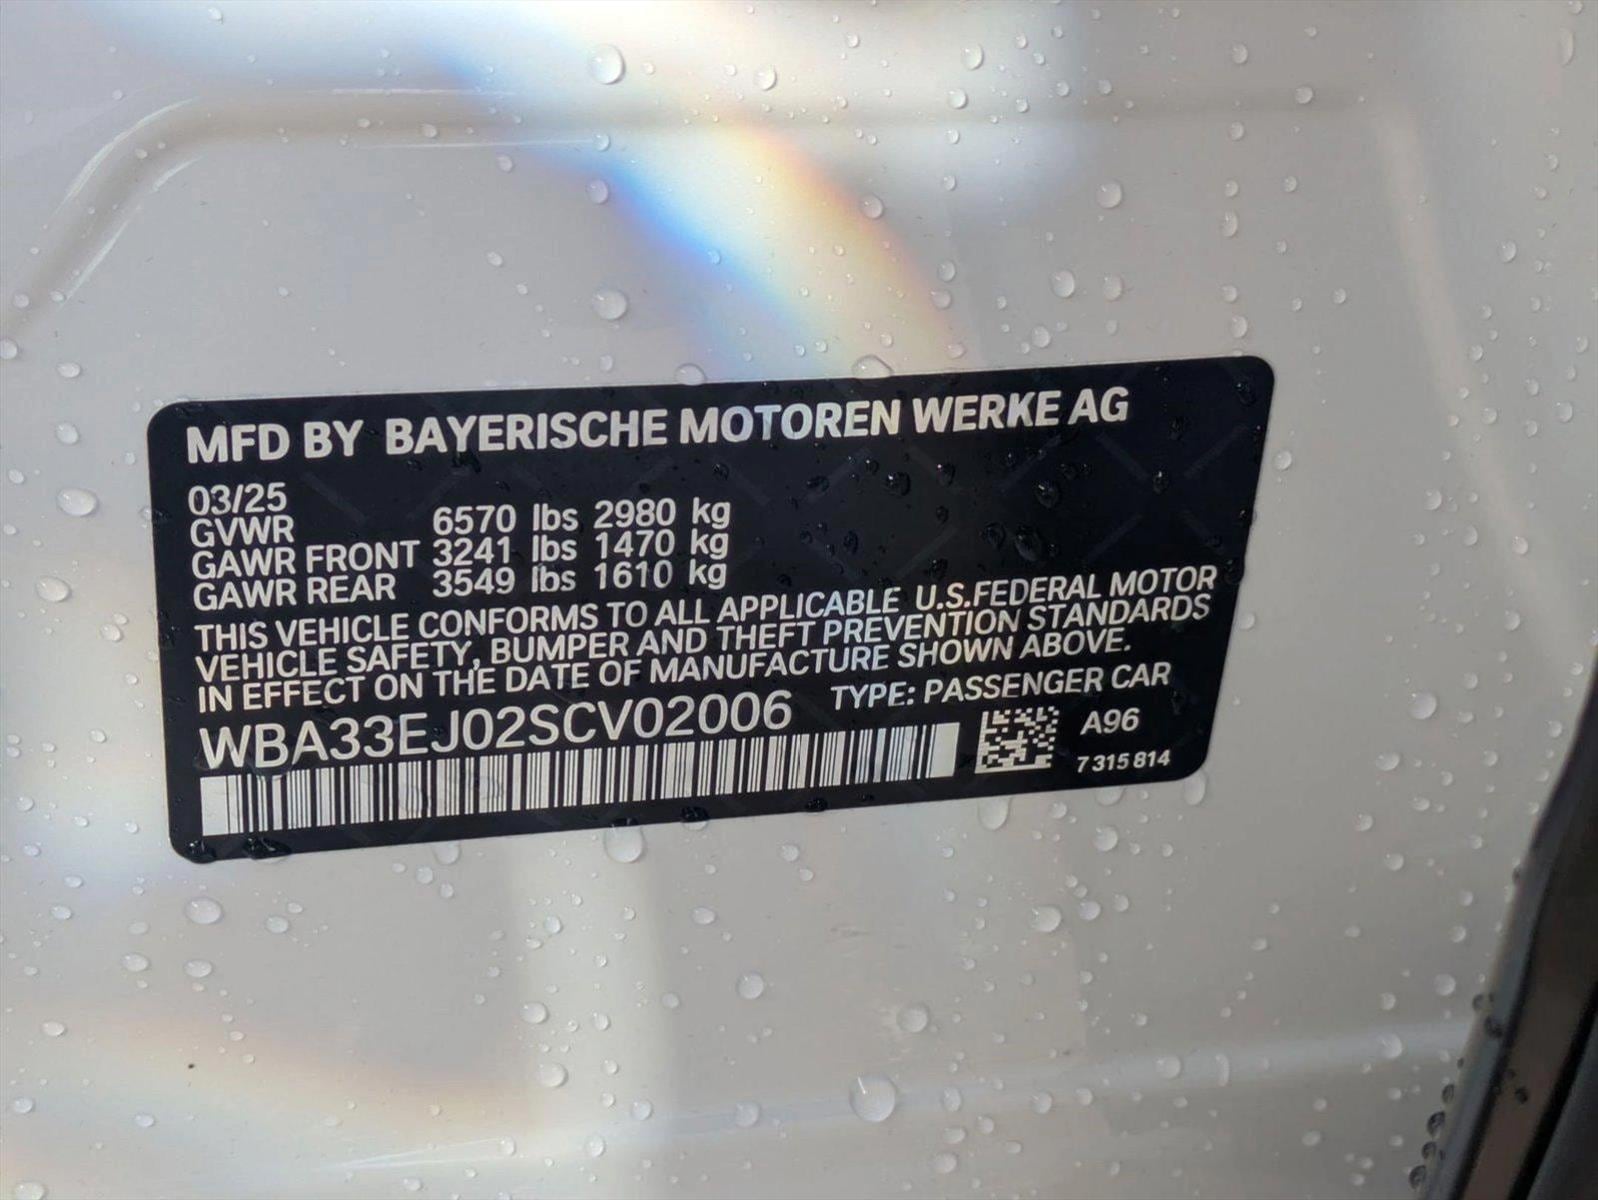 MFD BY BAYERISCHE MOTOREN WERKE AG
03/25
GVWR 6570 lbs 2980 kg
GAWR FRONT 3241 lbs 1470 kg
GAWR REAR 3549 lbs 1610 kg
THIS VEHICLE CONFORMS TO ALL APPLICABLE U.S.FEDERAL MOTOR
VEHICLE SAFETY, BUMPER AND THEFT PREVENTION STANDARDS
IN EFFECT ON THE DATE OF MANUFACTURE SHOWN ABOVE.
WBA33EJ02SCV02006 TYPE: PASSENGER CAR
A96
7 315 814